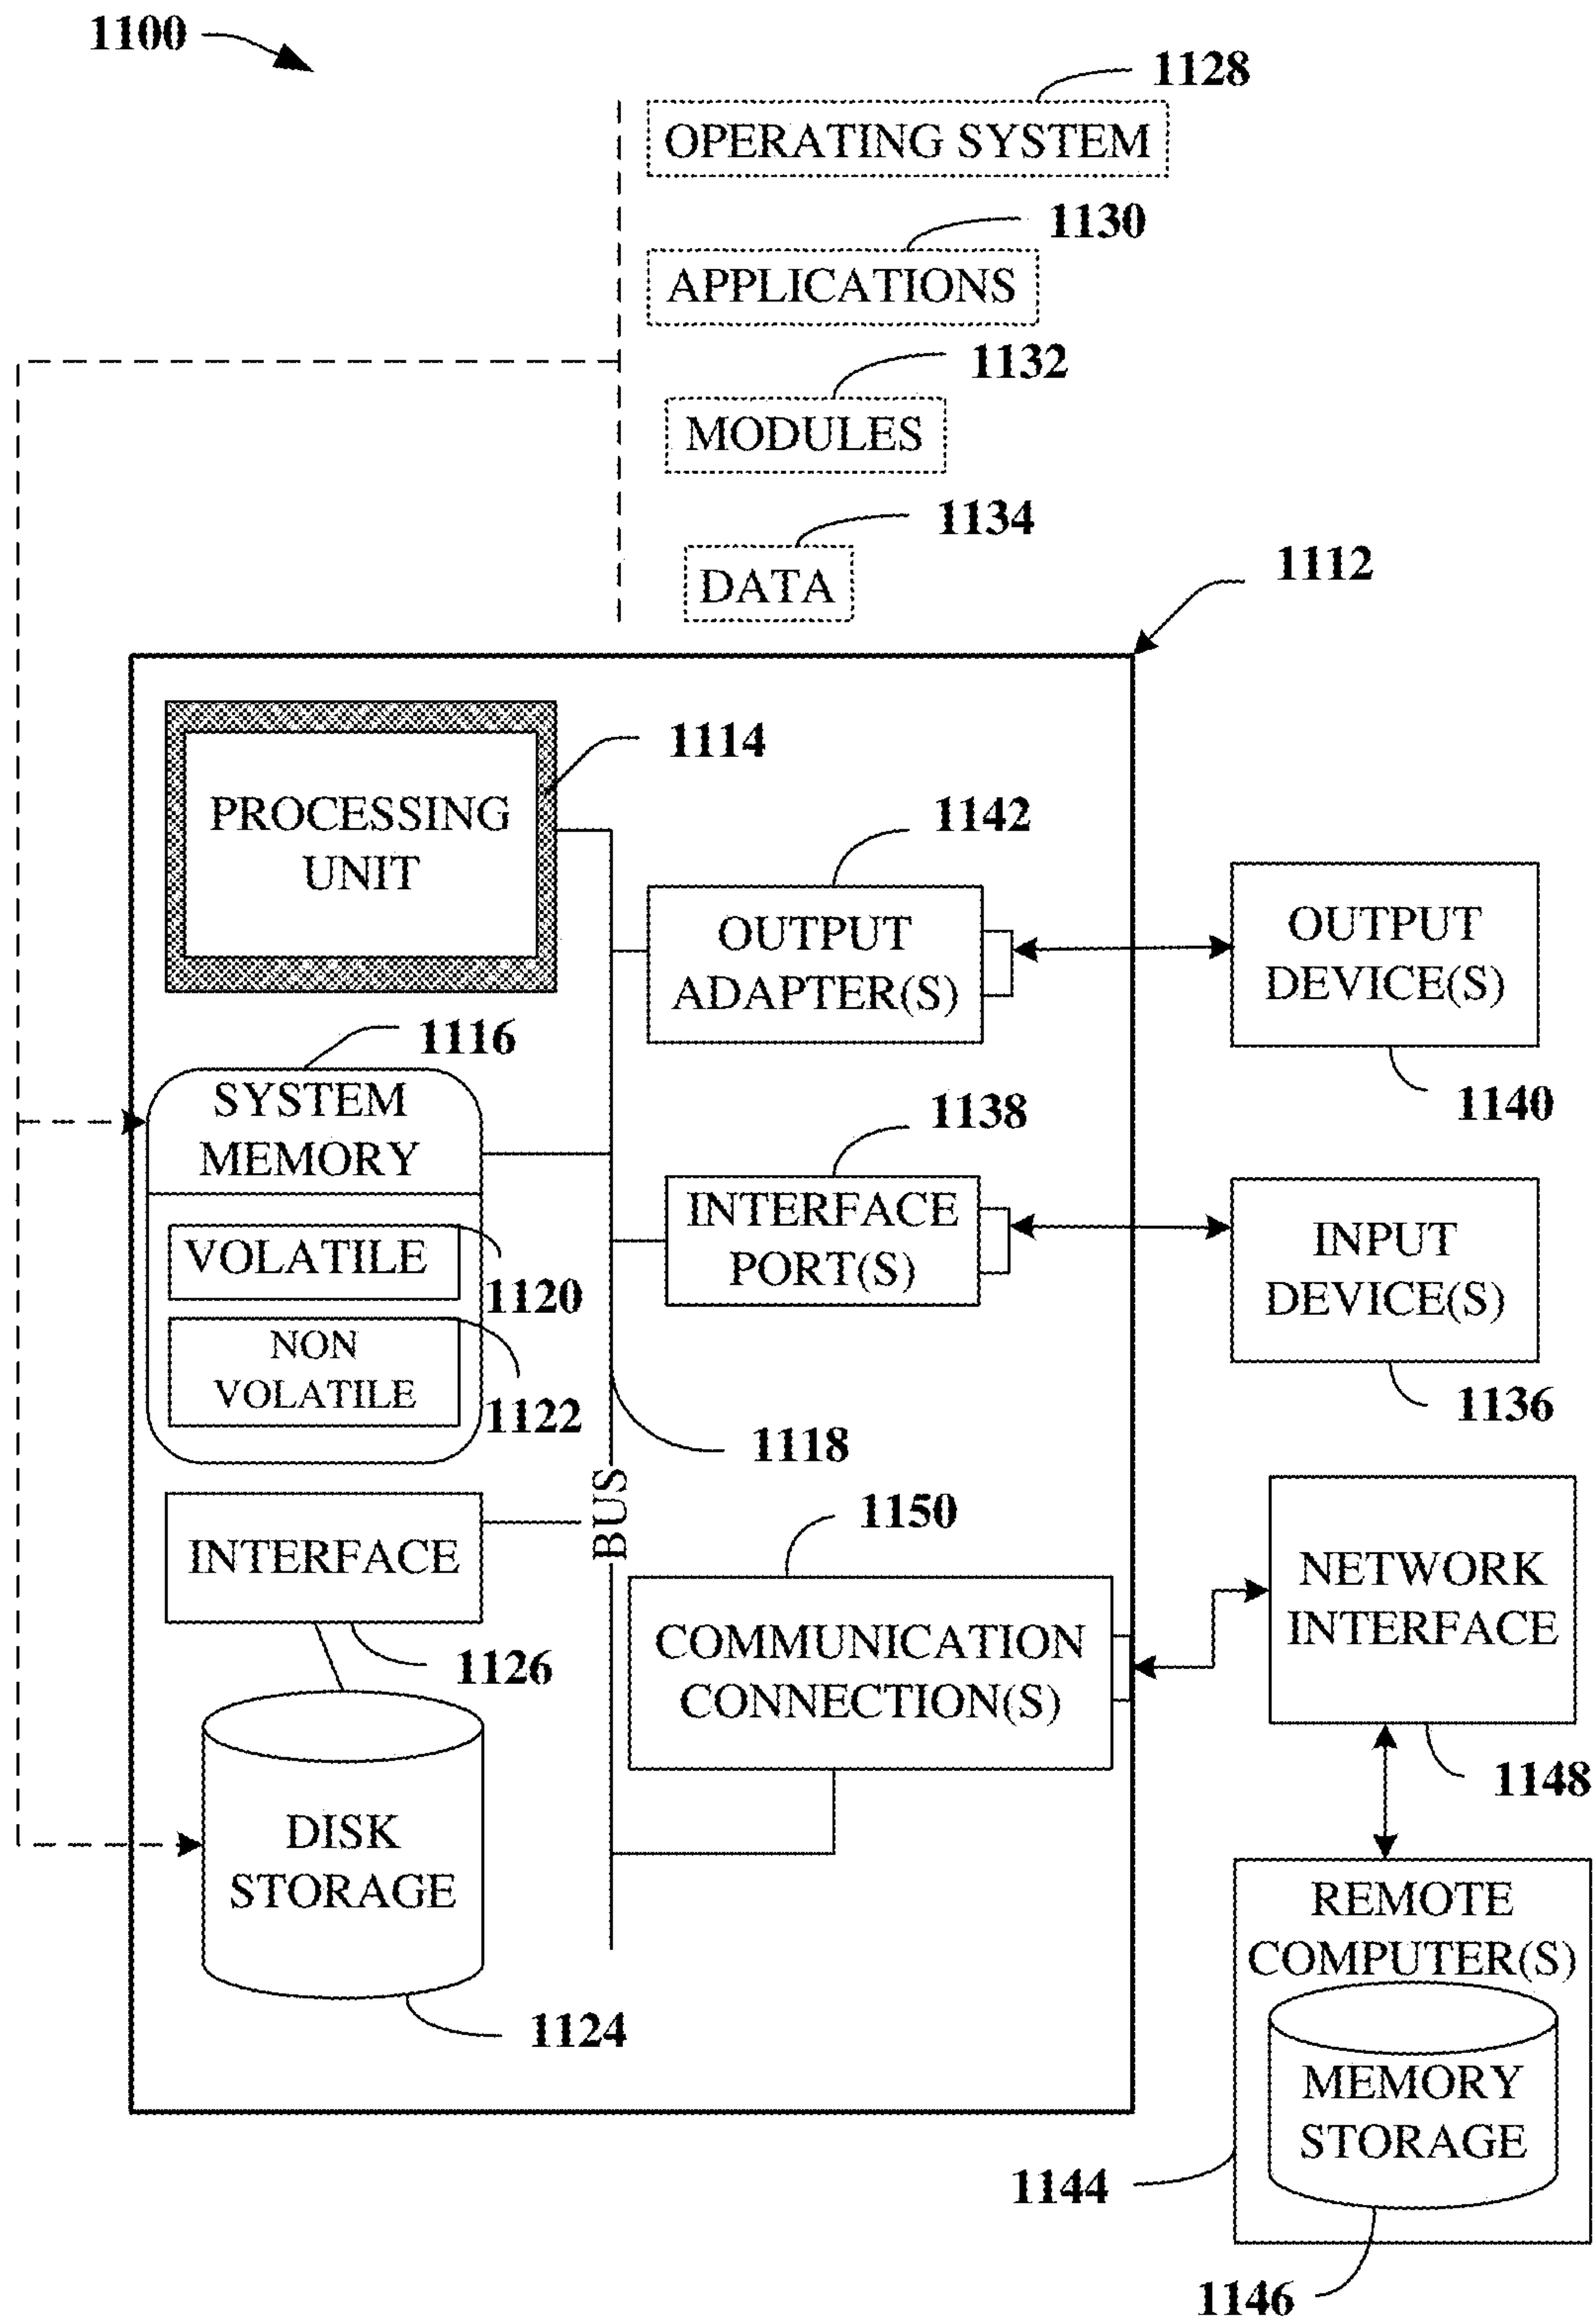 1100
1128
OPERATING SYSTEM
1130
APPLICATIONS
1132
MODULES
1134
DATA
1112
1114
PROCESSING
UNIT
1142
OUTPUT
ADAPTER(S)
OUTPUT
DEVICE(S)
1140
1116
SYSTEM
MEMORY
VOLATILE
1120
NON
VOLATILE
1122
1138
INTERFACE
PORT(S)
INPUT
DEVICE(S)
1136
1118
BUS
INTERFACE
1126
1150
COMMUNICATION
CONNECTION(S)
NETWORK
INTERFACE
1148
DISK
STORAGE
1124
REMOTE
COMPUTER(S)
MEMORY
STORAGE
1144
1146